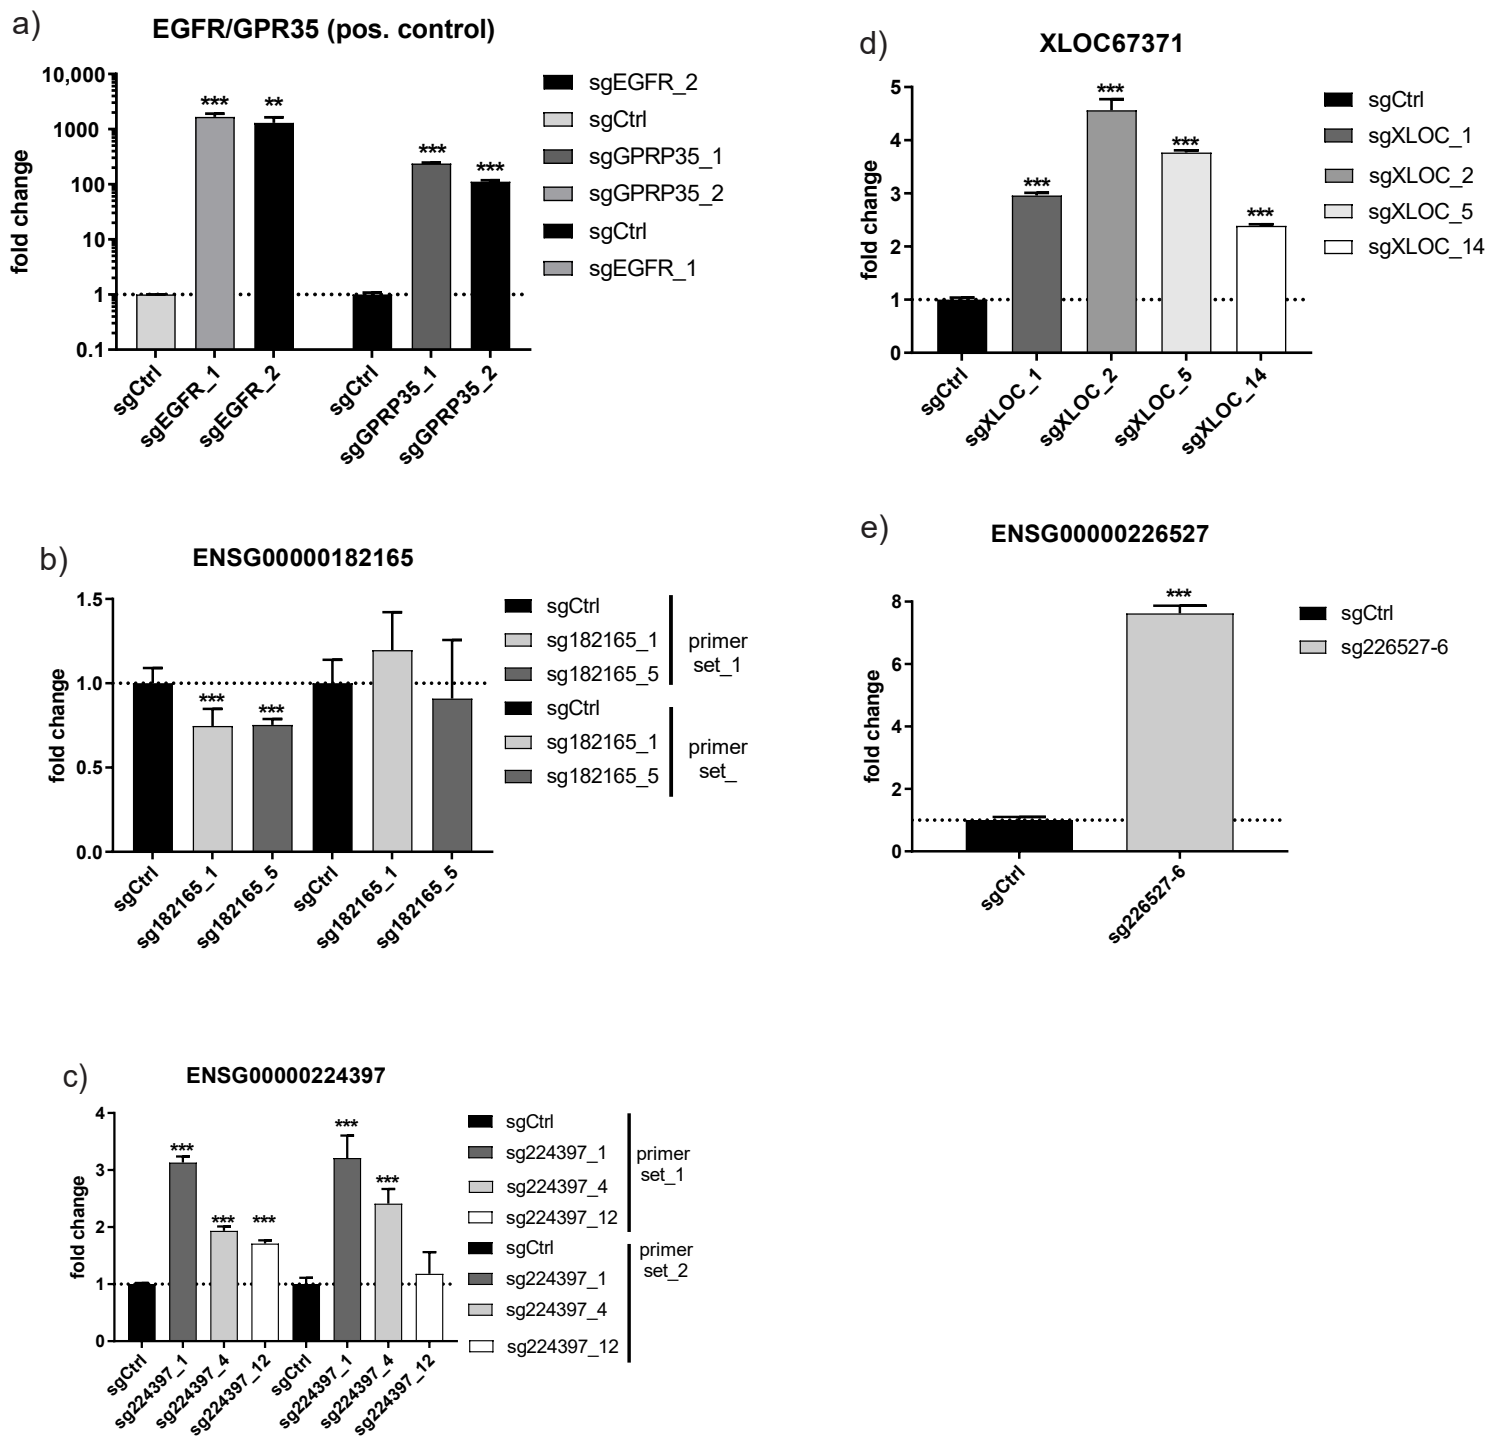 a)
EGFR/GPR35 (pos. control)
fold change
10,000
1000
100
10
1
0.1
***
**
***
***
sgCtrl
sgEGFR_1
sgEGFR_2
sgCtrl
sgGPRP35_1
sgGPRP35_2
sgEGFR_2
sgCtrl
sgGPRP35_1
sgGPRP35_2
sgCtrl
sgEGFR_1
b)
ENSG00000182165
fold change
1.5
1.0
0.5
0.0
***
***
sgCtrl
sg182165_1
sg182165_5
sgCtrl
sg182165_1
sg182165_5
sgCtrl
sg182165_1
sg182165_5
primer
set_1
sgCtrl
sg182165_1
sg182165_5
primer
set_
c)
ENSG00000224397
fold change
4
3
2
1
0
***
***
***
***
***
sgCtrl
sg224397_1
sg224397_4
sg224397_12
sgCtrl
sg224397_1
sg224397_4
sg224397_12
sgCtrl
sg224397_1
sg224397_4
sg224397_12
primer
set_1
sgCtrl
sg224397_1
sg224397_4
sg224397_12
primer
set_2
d)
XLOC67371
fold change
5
4
3
2
1
0
***
***
***
***
sgCtrl
sgXLOC_1
sgXLOC_2
sgXLOC_5
sgXLOC_14
sgCtrl
sgXLOC_1
sgXLOC_2
sgXLOC_5
sgXLOC_14
e)
ENSG00000226527
fold change
8
6
4
2
0
***
sgCtrl
sg226527-6
sgCtrl
sg226527-6